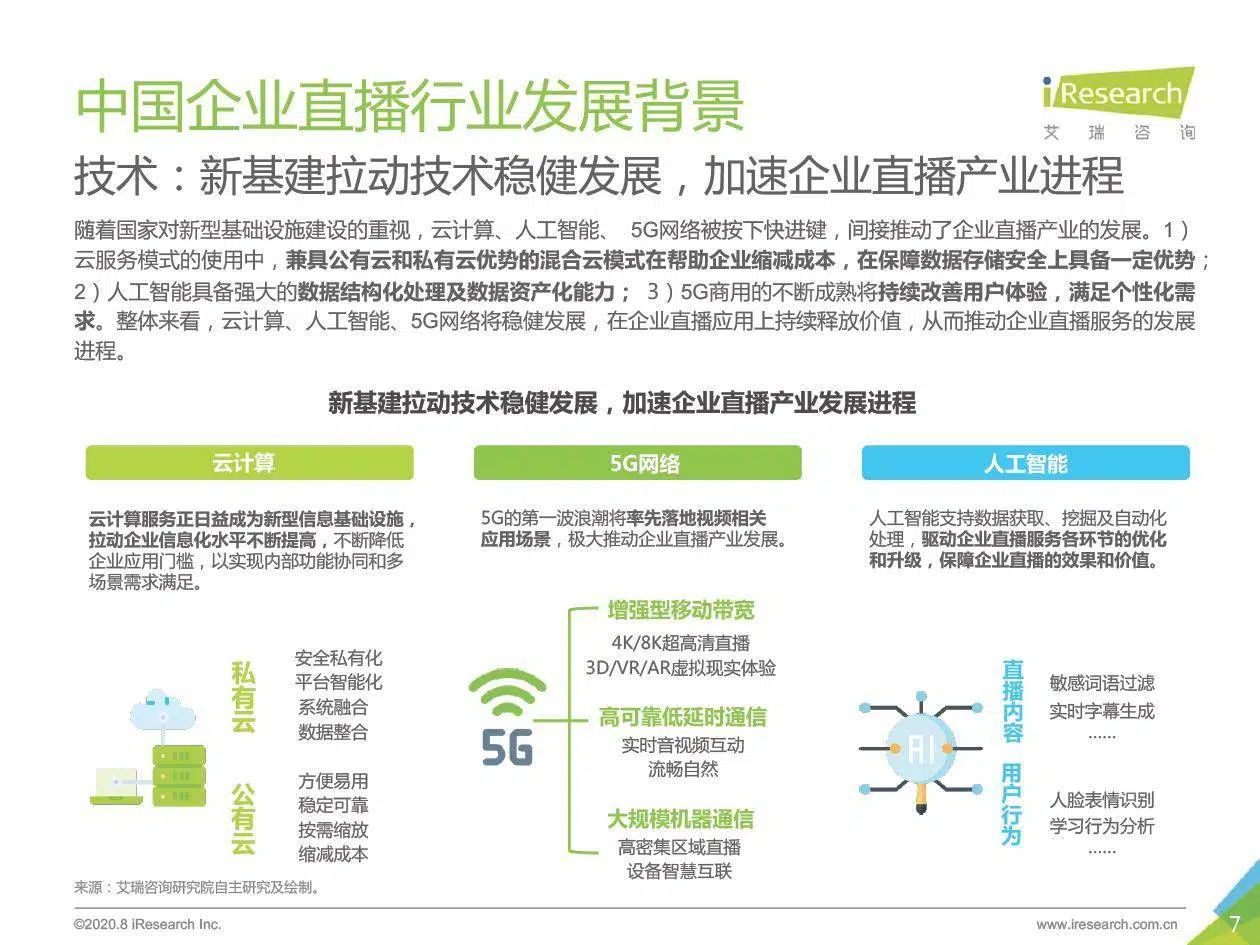 中国企业直播行业发展背景
iResearch
艾瑞咨询
技术：新基建拉动技术稳健发展，加速企业直播产业进程
随着国家对新型基础设施建设的重视，云计算、人工智能、 5G网络被按下快进键，间接推动了企业直播产业的发展。1）
云服务模式的使用中，兼具公有云和私有云优势的混合云模式在帮助企业缩减成本，在保障数据存储安全上具备一定优势；
2）人工智能具备强大的数据结构化处理及数据资产化能力； 3）5G商用的不断成熟将持续改善用户体验，满足个性化需
求。整体来看，云计算、人工智能、5G网络将稳健发展，在企业直播应用上持续释放价值，从而推动企业直播服务的发展
进程。
新基建拉动技术稳健发展，加速企业直播产业发展进程
云计算
云计算服务正日益成为新型信息基础设施，
拉动企业信息化水平不断提高，不断降低
企业应用门槛，以实现内部功能协同和多
场景需求满足。
私有云
安全私有化
平台智能化
系统融合
数据整合
公有云
方便易用
稳定可靠
按需缩放
缩减成本
5G网络
5G的第一波浪潮将率先落地视频相关
应用场景，极大推动企业直播产业发展。
5G
增强型移动带宽
4K/8K超高清直播
3D/VR/AR虚拟现实体验
高可靠低延时通信
实时音视频互动
流畅自然
大规模机器通信
高密集区域直播
设备智慧互联
人工智能
人工智能支持数据获取、挖掘及自动化
处理，驱动企业直播服务各环节的优化
和升级，保障企业直播的效果和价值。
AI
直播内容
敏感词语过滤
实时字幕生成
……
用户行为
人脸表情识别
学习行为分析
……
来源：艾瑞咨询研究院自主研究及绘制。
©2020.8 iResearch Inc.
www.iresearch.com.cn
7